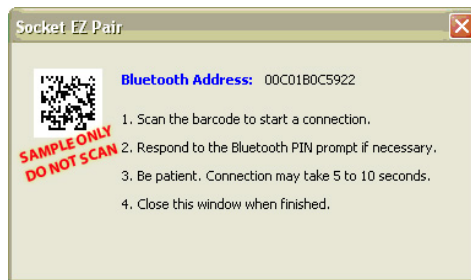 Socket EZ Pair
Bluetooth Address: 00C01B0C5922
1. Scan the barcode to start a connection.
SAMPLE ONLY
DO NOT SCAN
2. Respond to the Bluetooth PIN prompt if necessary.
3. Be patient. Connection may take 5 to 10 seconds.
4. Close this window when finished.